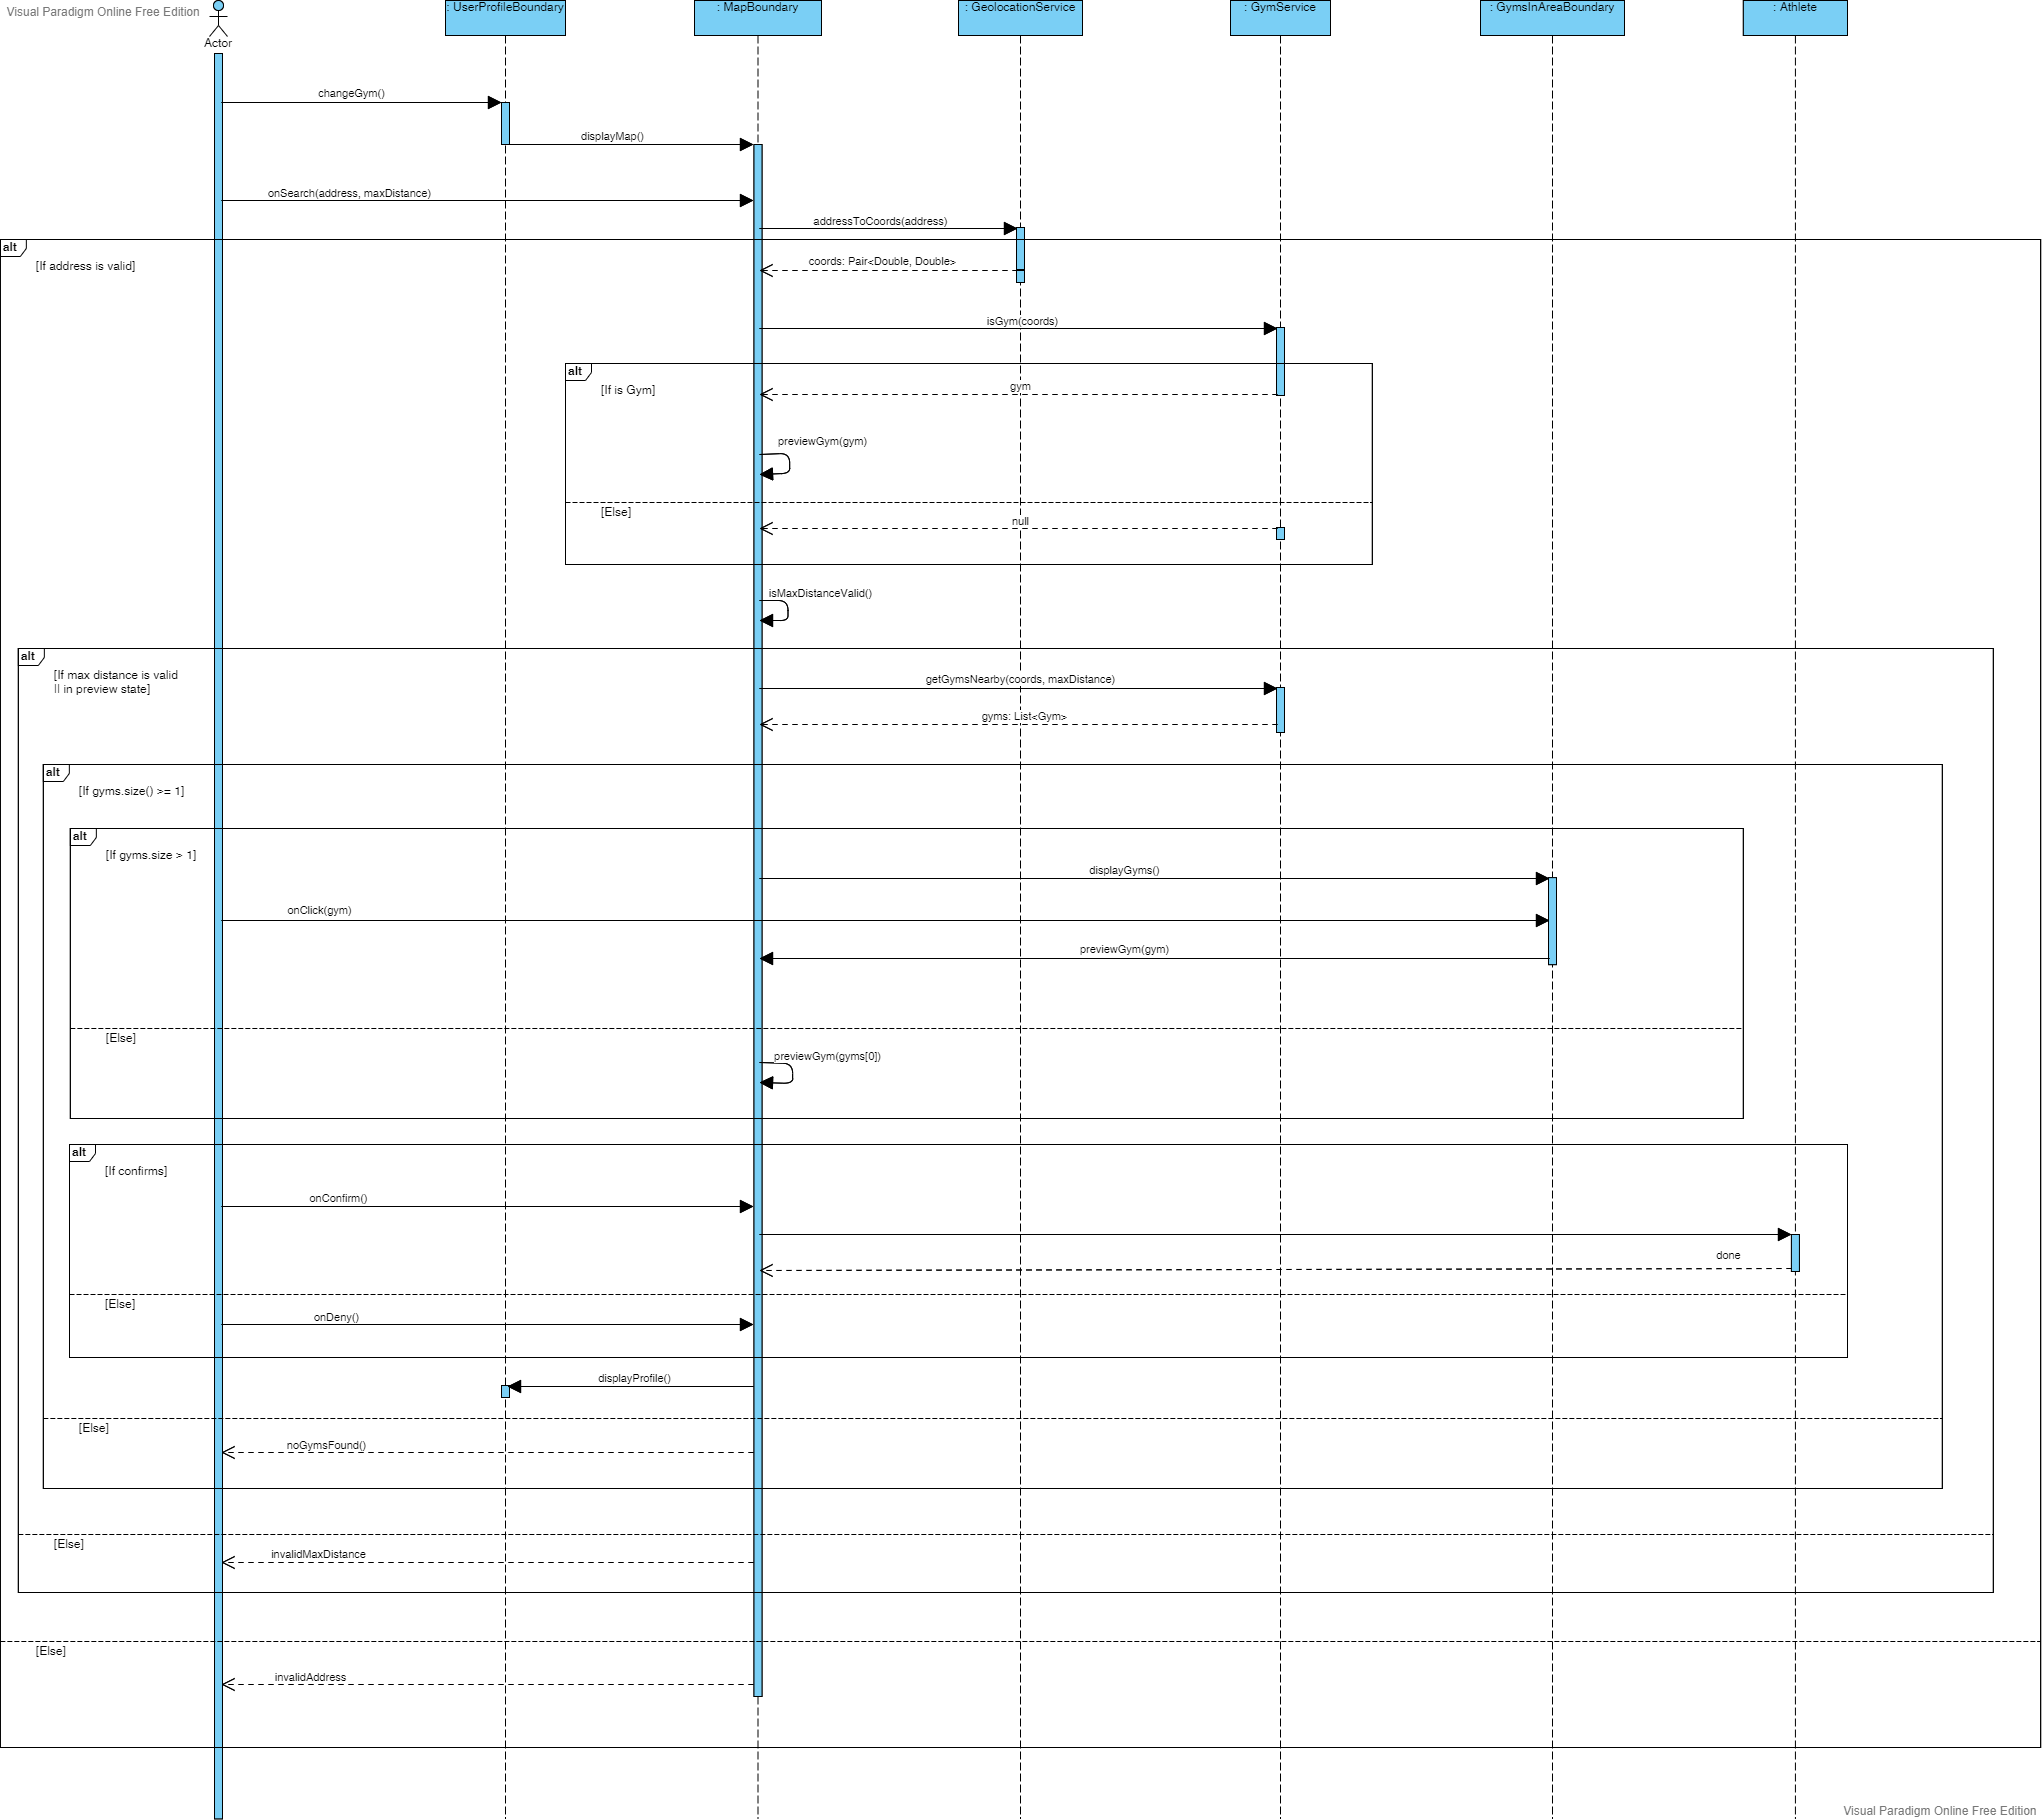 Visual Paradigm Online Free Edition
Actor
: UserProfileBoundary
: MapBoundary
: GeolocationService
: GymService
: GymsInAreaBoundary
: Athlete
changeGym()
displayMap()
onSearch(address, maxDistance)
addressToCoords(address)
alt
[If address is valid]
coords: Pair<Double, Double>
isGym(coords)
alt
[If is Gym]
gym
previewGym(gym)
[Else]
null
isMaxDistanceValid()
alt
[If max distance is valid
|| in preview state]
getGymsNearby(coords, maxDistance)
gyms: List<Gym>
alt
[If gyms.size() >= 1]
alt
[If gyms.size > 1]
displayGyms()
onClick(gym)
previewGym(gym)
[Else]
previewGym(gyms[0])
alt
[If confirms]
onConfirm()
done
[Else]
onDeny()
displayProfile()
[Else]
noGymsFound()
[Else]
invalidMaxDistance
[Else]
invalidAddress
Visual Paradigm Online Free Edition